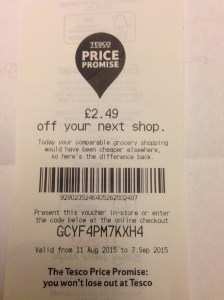 TESCO
PRICE
PROMISE
£2.49
off your next shop.
Today your comparable grocery shopping
would have been cheaper elsewhere,
so here's the difference back.
Present this voucher in-store or enter
the code below at the online checkout
GCYF4PM7KXH4
Valid from 11 Aug 2015 to 7 Sep 2015
The Tesco Price Promise:
you won't lose out at Tesco